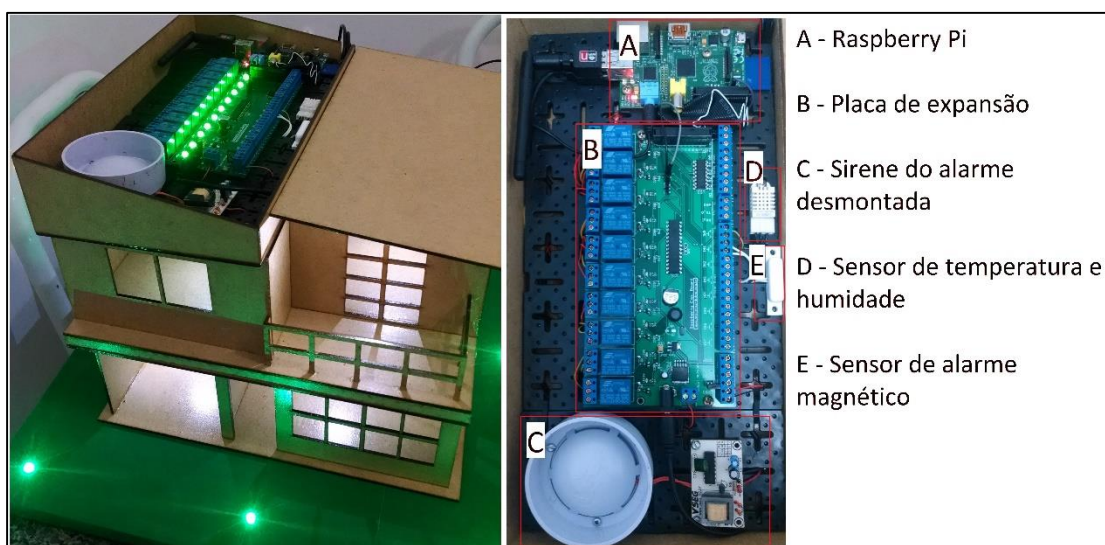 A
B
C
D
E
A - Raspberry Pi
B - Placa de expansão
C - Sirene do alarme
desmontada
D - Sensor de temperatura e
humidade
E - Sensor de alarme
magnético